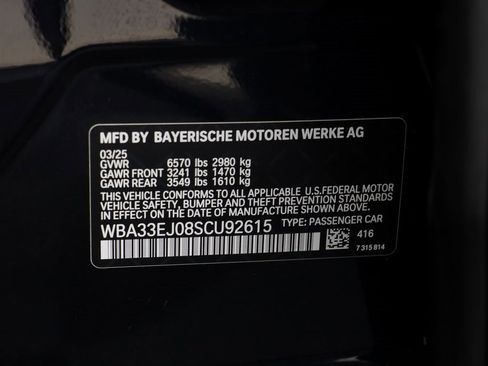 MFD BY BAYERISCHE MOTOREN WERKE AG
03/25
GVWR 6570 lbs 2980 kg
GAWR FRONT 3241 lbs 1470 kg
GAWR REAR 3549 lbs 1610 kg
THIS VEHICLE CONFORMS TO ALL APPLICABLE U.S.FEDERAL MOTOR
VEHICLE SAFETY, BUMPER AND THEFT PREVENTION STANDARDS
IN EFFECT ON THE DATE OF MANUFACTURE SHOWN ABOVE.
WBA33EJ08SCU92615 TYPE: PASSENGER CAR
416
7 315 814